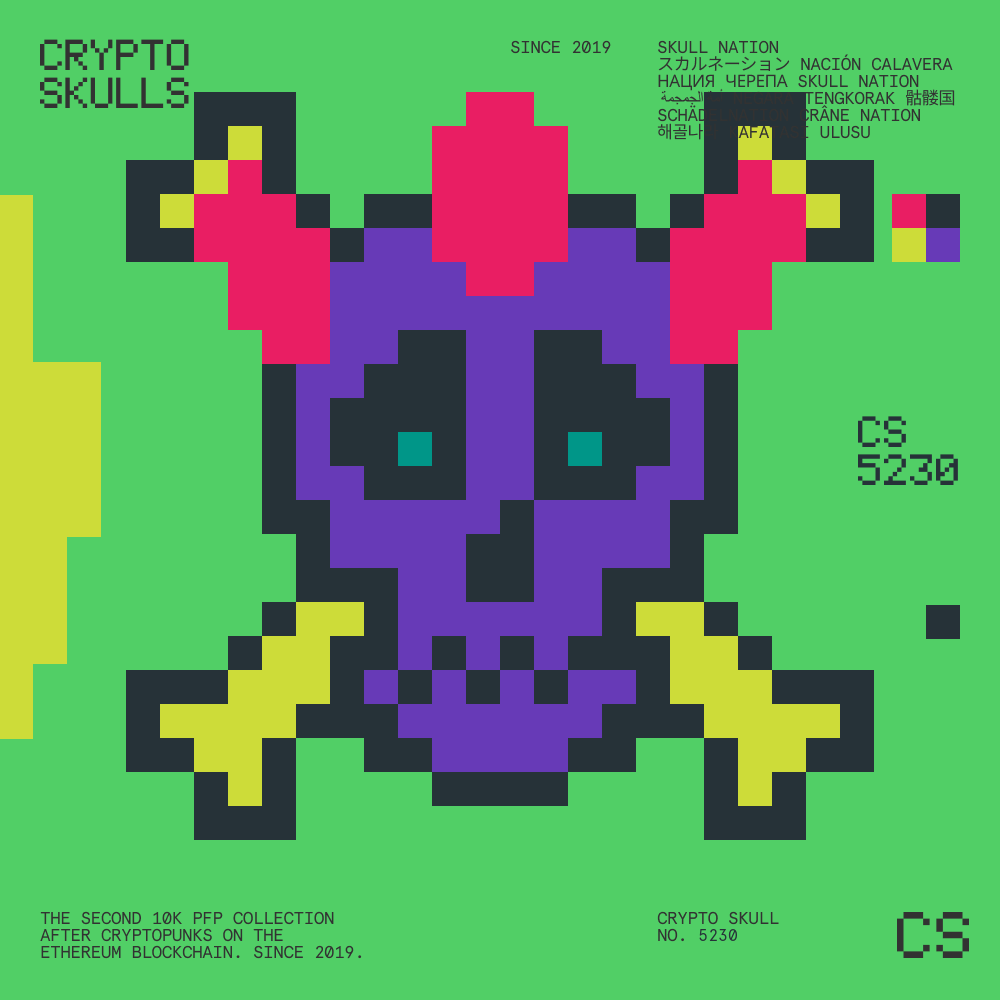 CRYPTO
SKULLS
SINCE 2019
SKULL NATION
スカルネーション NACIÓN CALAVERA
НАЦИЯ ЧЕРЕПА SKULL NATION
الجمجمة TENGKORAK 骷髅国
CRÂNE NATION
해골나 ULUSU
CS
5230
THE SECOND 10K PFP COLLECTION
AFTER CRYPTOPUNKS ON THE
ETHEREUM BLOCKCHAIN. SINCE 2019.
CRYPTO SKULL
NO. 5230
CS